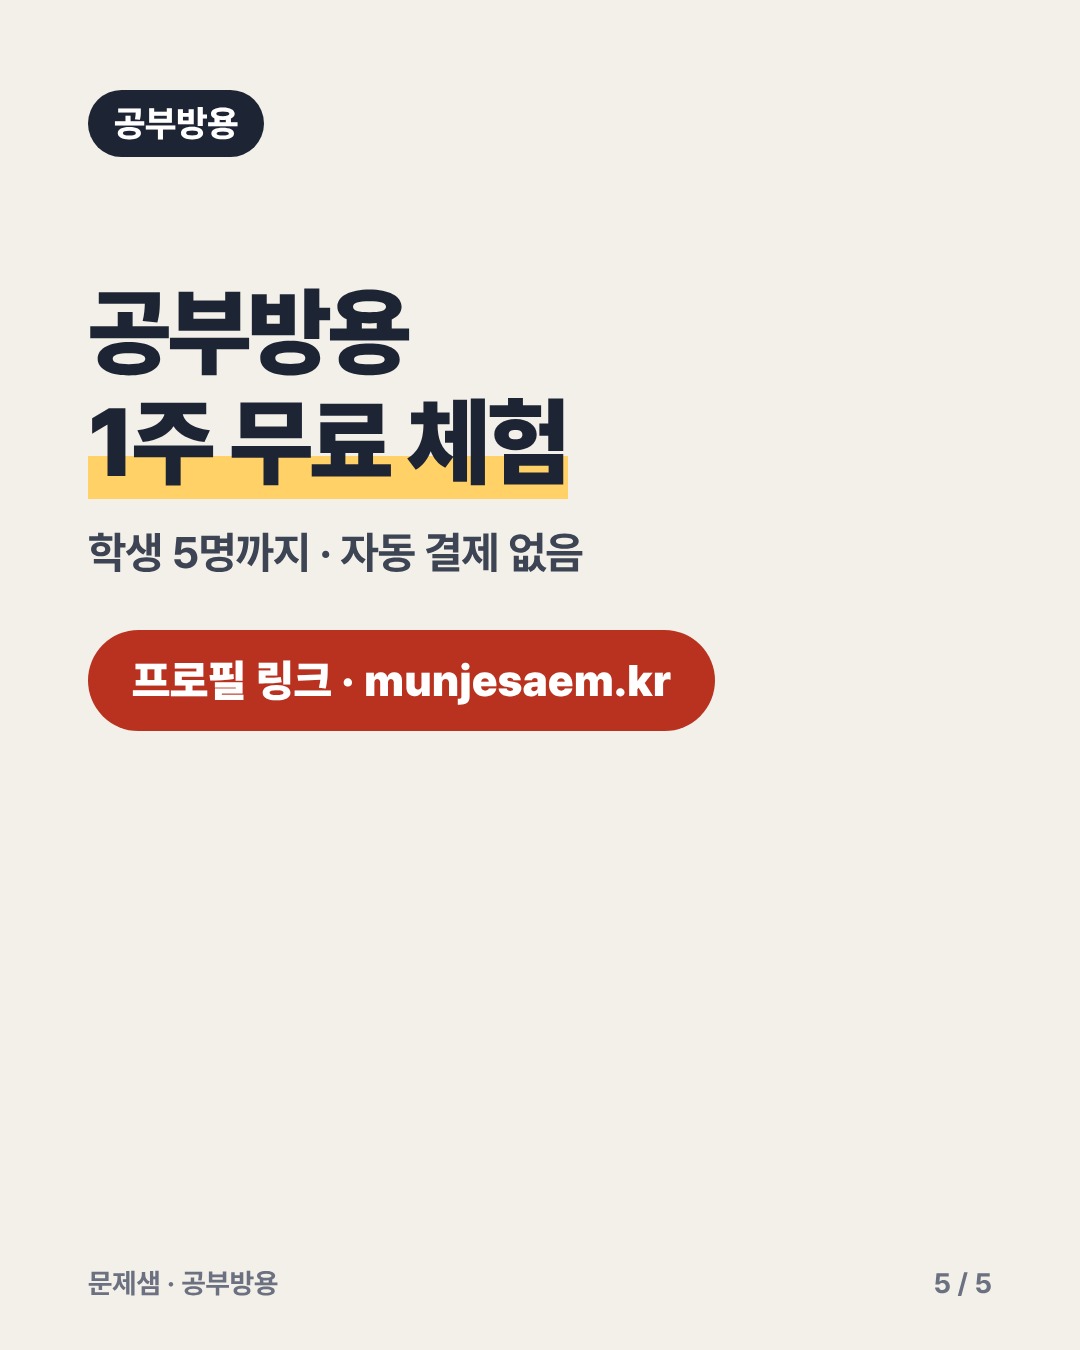 공부방용
공부방용
1주 무료 체험
학생 5명까지 · 자동 결제 없음
프로필 링크 · munjesaem.kr
문제샘 · 공부방용
5 / 5